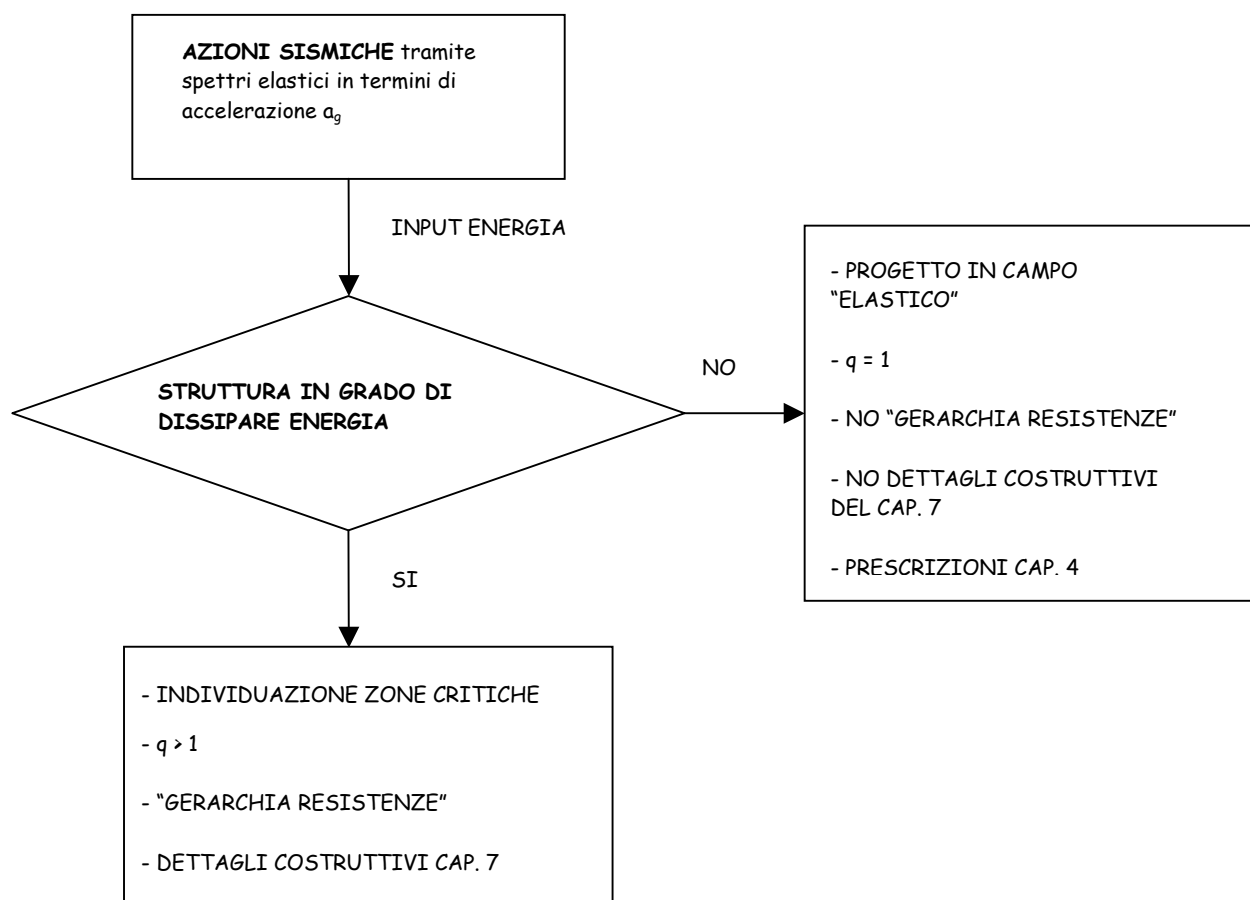 AZIONI SISMICHE tramite
spettri elastici in termini di
accelerazione ag
INPUT ENERGIA
STRUTTURA IN GRADO DI
DISSIPARE ENERGIA
NO
- PROGETTO IN CAMPO
“ELASTICO”
- q = 1
- NO “GERARCHIA RESISTENZE”
- NO DETTAGLI COSTRUTTIVI
DEL CAP. 7
- PRESCRIZIONI CAP. 4
SI
- INDIVIDUAZIONE ZONE CRITICHE
- q > 1
- “GERARCHIA RESISTENZE”
- DETTAGLI COSTRUTTIVI CAP. 7